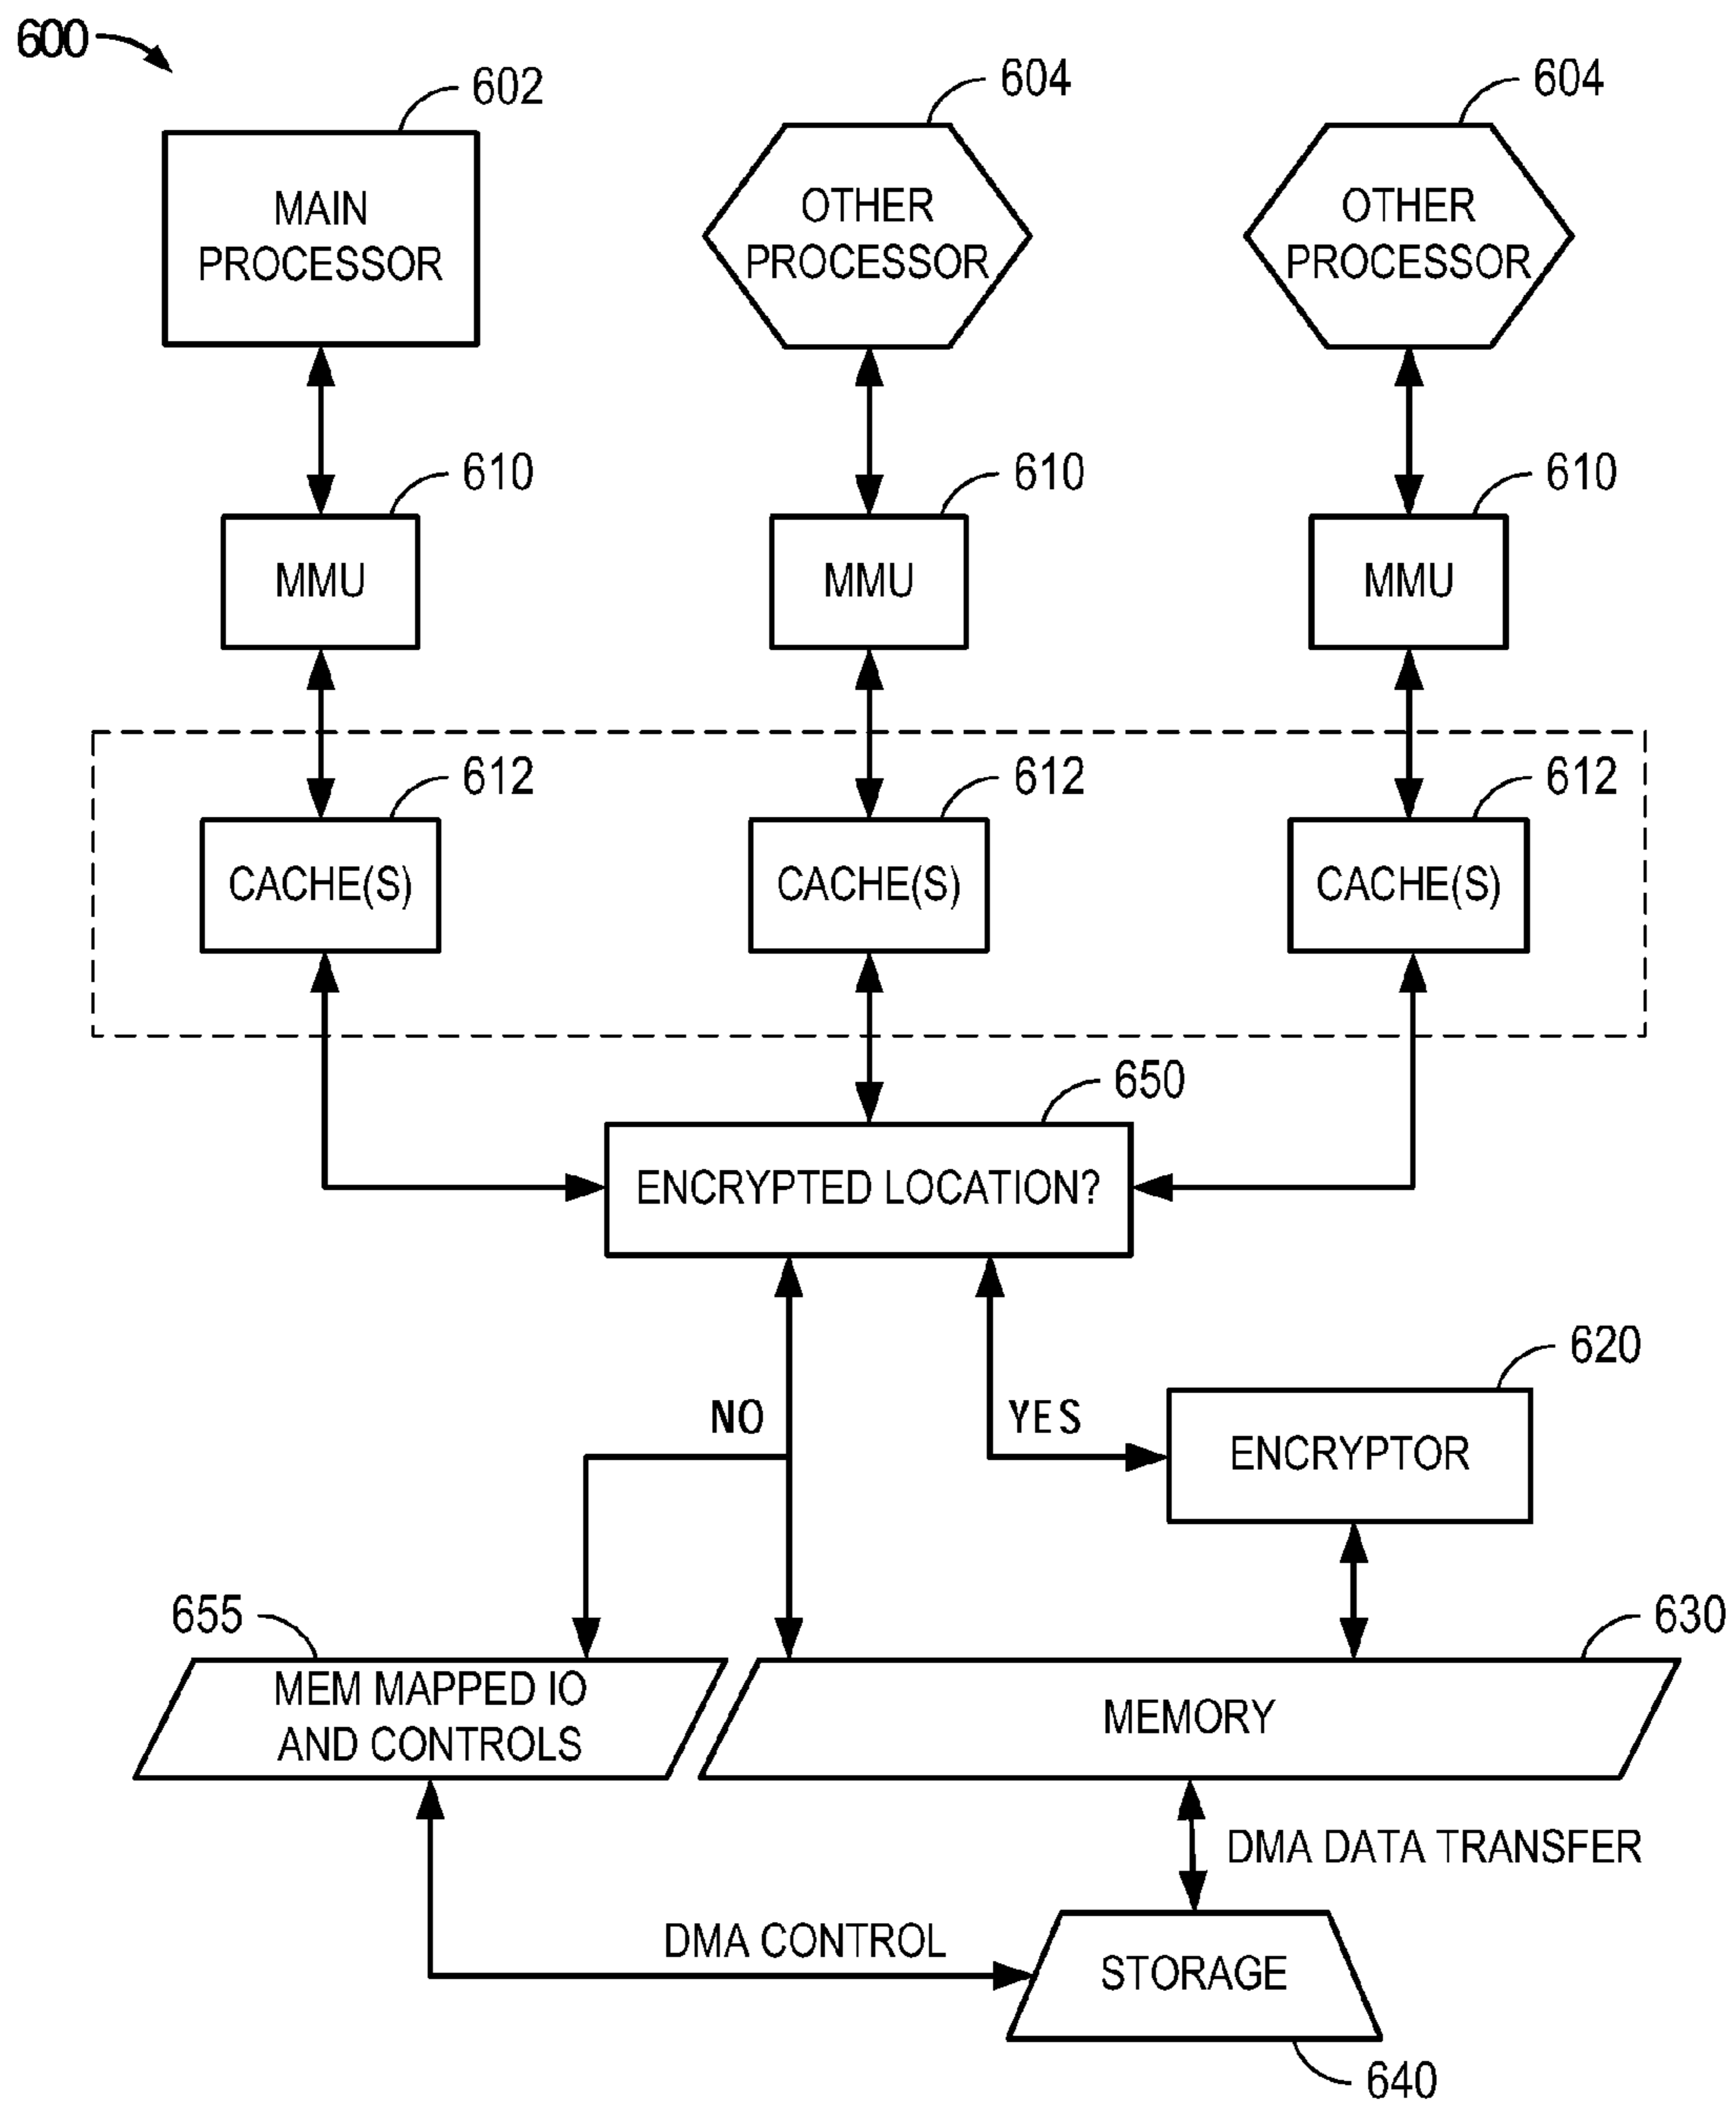 600
602
604
604
MAIN
PROCESSOR
OTHER
PROCESSOR
OTHER
PROCESSOR
610
610
610
MMU
MMU
MMU
612
612
612
CACHE(S)
CACHE(S)
CACHE(S)
650
ENCRYPTED LOCATION?
620
NO
YES
ENCRYPTOR
655
630
MEM MAPPED IO
AND CONTROLS
MEMORY
DMA DATA TRANSFER
DMA CONTROL
STORAGE
640